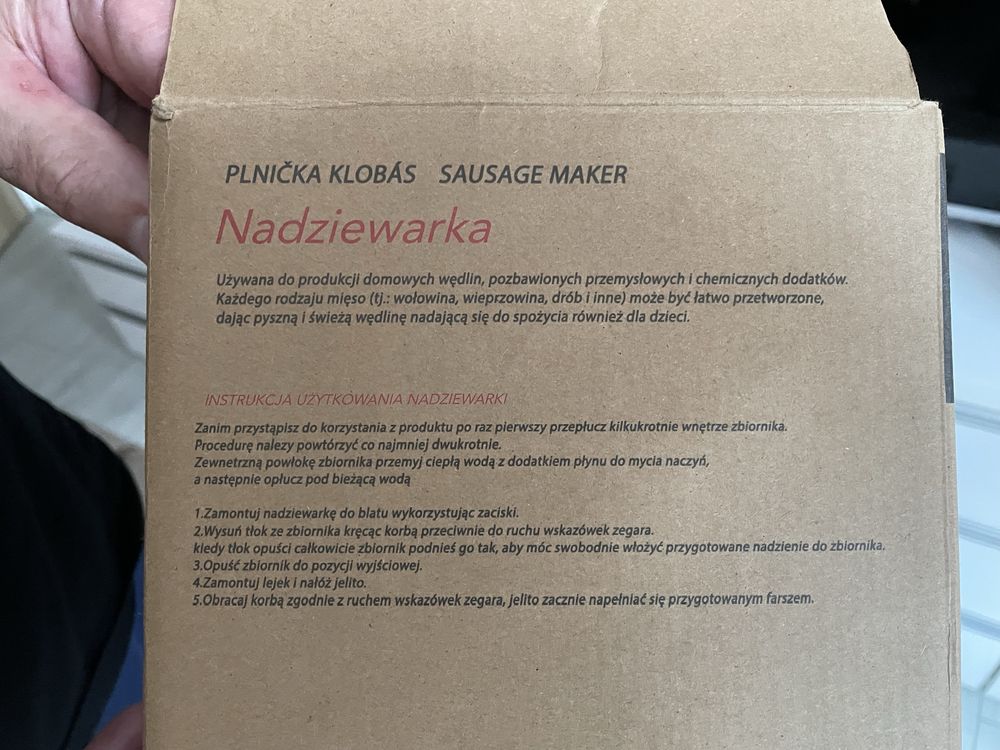 PLNIČKA KLOBÁS SAUSAGE MAKER
Nadziewarka
Używana do produkcji domowych wędlin, pozbawionych przemysłowych i chemicznych dodatków.
Każdego rodzaju mięso (tj.: wołowina, wieprzowina, drób i inne) może być łatwo przetworzone,
dając pyszną i świeżą wędlinę nadającą się do spożycia również dla dzieci.
INSTRUKCJA UŻYTKOWANIA NADZIEWARKI
Zanim przystąpisz do korzystania z produktu po raz pierwszy przepłucz kilkukrotnie wnętrze zbiornika.
Procedurę nalezy powtórzyć co najmniej dwukrotnie.
Zewnetrzną powłokę zbiornika przemyj ciepłą wodą z dodatkiem płynu do mycia naczyń,
a następnie opłucz pod bieżącą wodą
1.Zamontuj nadziewarkę do blatu wykorzystując zaciski.
2.Wysuń tłok ze zbiornika kręcąc korbą przeciwnie do ruchu wskazówek zegara.
kiedy tłok opuści całkowicie zbiornik podnieś go tak, aby móc swobodnie włożyć przygotowane nadzienie do zbiornika.
3.Opuść zbiornik do pozycji wyjściowej.
4.Zamontuj lejek i nałóż jelito.
5.Obracaj korbą zgodnie z ruchem wskazówek zegara, jelito zacznie napełniać się przygotowanym farszem.